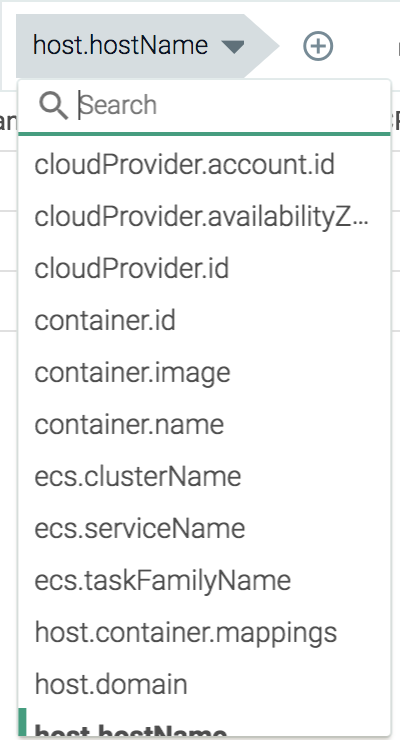 host.hostName
Search
cloudProvider.account.id
cloudProvider.availabilityZ...
cloudProvider.id
container.id
container.image
container.name
ecs.clusterName
ecs.serviceName
ecs.taskFamilyName
host.container.mappings
host.domain
host.hostName